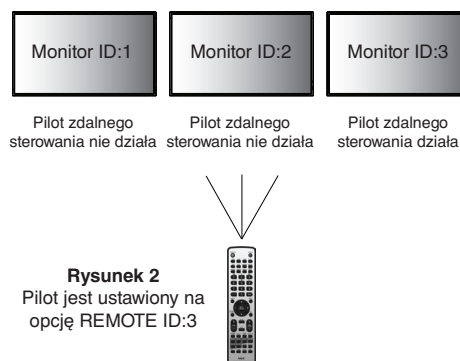 Monitor ID:1
Monitor ID:2
Monitor ID:3
Pilot zdalnego
sterowania nie działa
Pilot zdalnego
sterowania nie działa
Pilot zdalnego
sterowania działa
Rysunek 2
Pilot jest ustawiony na
opcję REMOTE ID:3